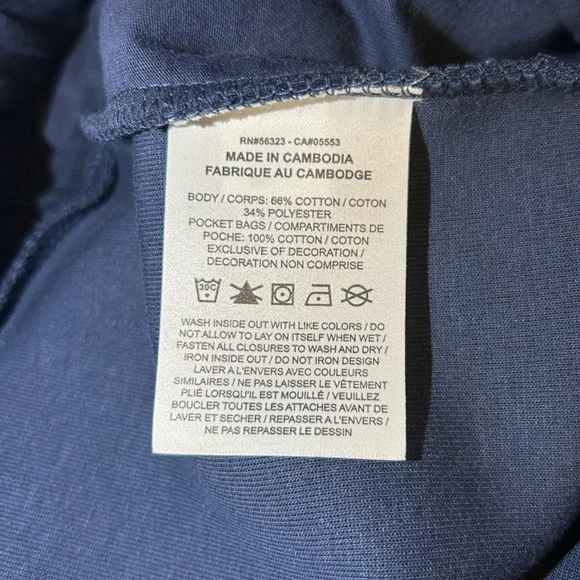 RN#56323 - CA#05553
MADE IN CAMBODIA
FABRIQUE AU CAMBODGE
BODY / CORPS: 66% COTTON / COTON
34% POLYESTER
POCKET BAGS / COMPARTIMENTS DE
POCHE: 100% COTTON / COTON
EXCLUSIVE OF DECORATION /
DECORATION NON COMPRISE
30C
WASH INSIDE OUT WITH LIKE COLORS / DO
NOT ALLOW TO LAY ON ITSELF WHEN WET /
FASTEN ALL CLOSURES TO WASH AND DRY /
IRON INSIDE OUT / DO NOT IRON DESIGN
LAVER A L'ENVERS AVEC COULEURS
SIMILAIRES / NE PAS LAISSER LE VÊTEMENT
PLIÉ LORSQU'IL EST MOUILLÉ / VEUILLEZ
BOUCLER TOUTES LES ATTACHES AVANT DE
LAVER ET SECHER / REPASSER A L'ENVERS /
NE PAS REPASSER LE DESSIN